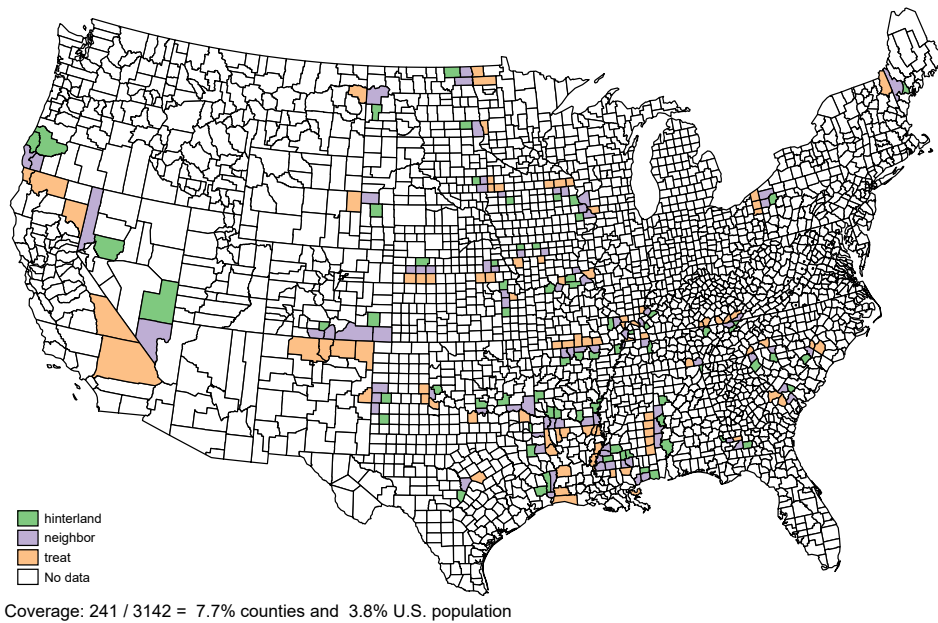 hinterland
neighbor
treat
No data
Coverage: 241 / 3142 = 7.7% counties and 3.8% U.S. population